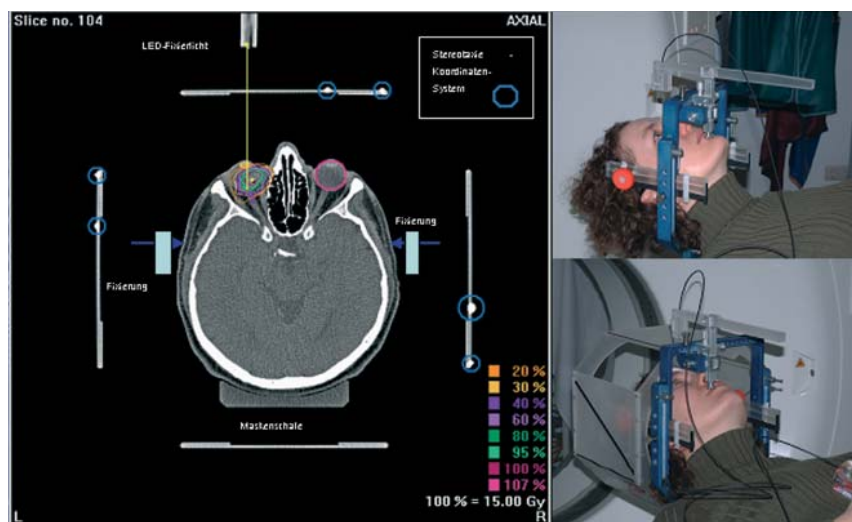 Slice no. 104
AXIAL
LED-Fixierlicht
Stereotaxie
Koordinaten-
System
Fixierung
Fixierung
Maskenschale
20 %
30 %
40 %
60 %
80 %
95 %
100 %
107 %
100 % = 15.00 Gy
L
R